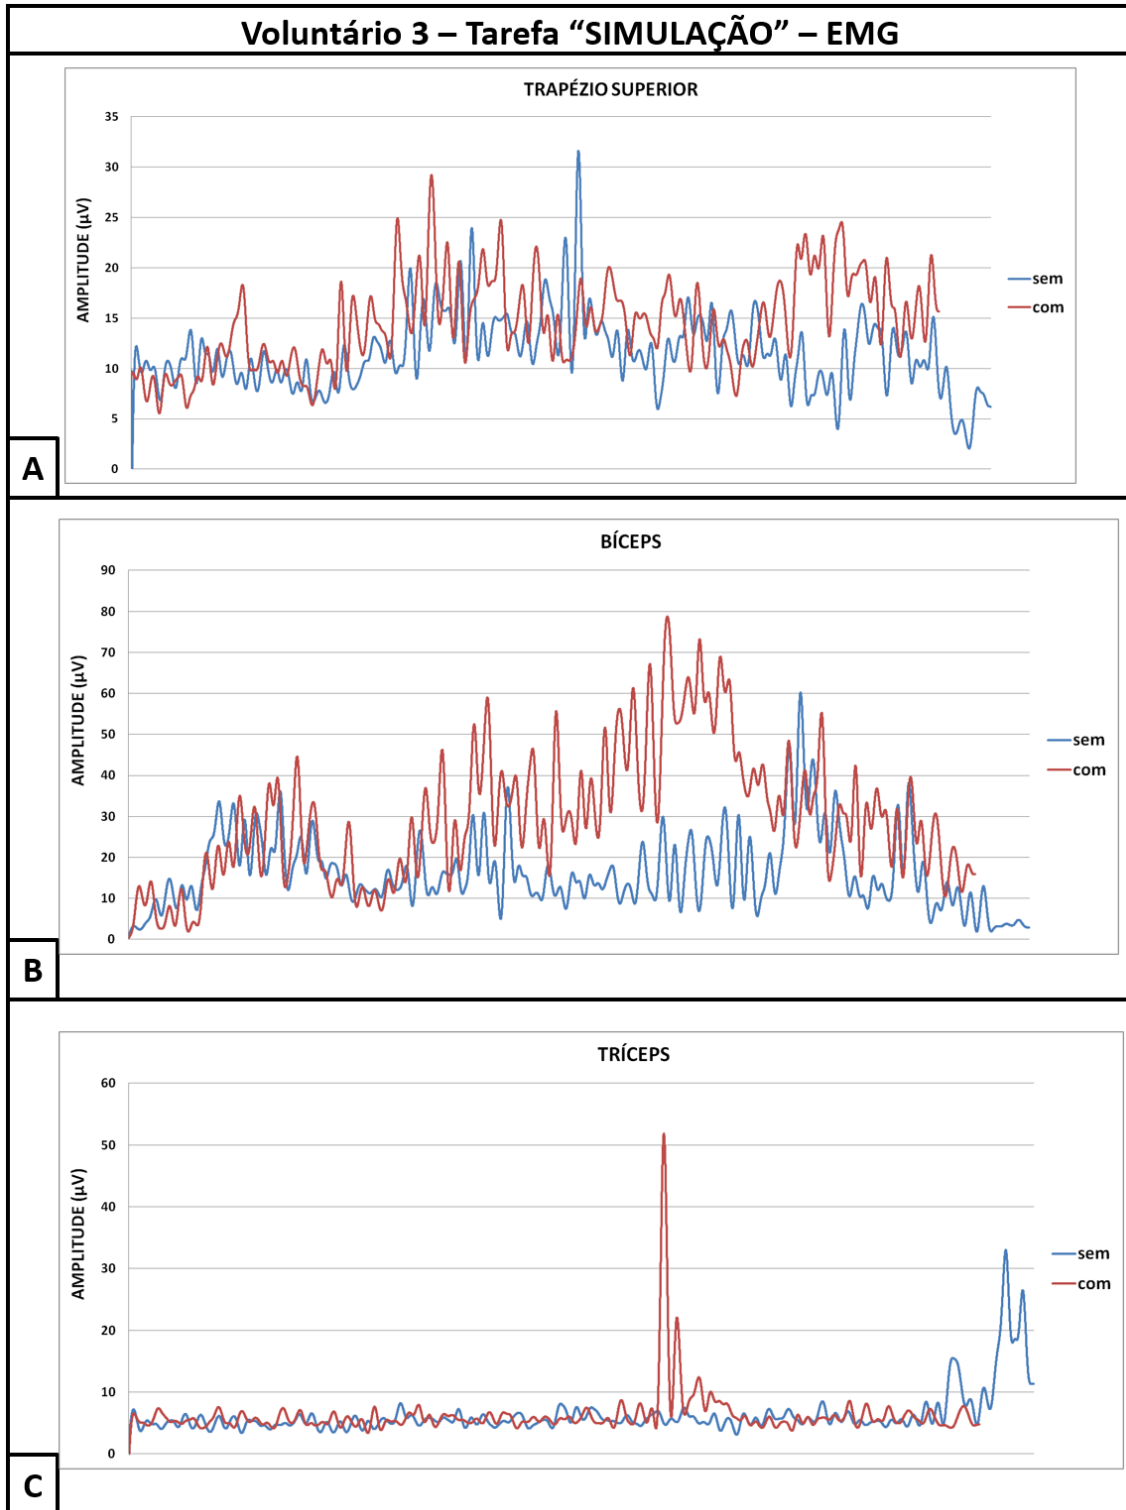 Voluntário 3 – Tarefa “SIMULAÇÃO” – EMG
TRAPÉZIO SUPERIOR
AMPLITUDE (µV)
35
30
25
20
15
10
5
0
sem
com
A
BÍCEPS
AMPLITUDE (µV)
90
80
70
60
50
40
30
20
10
0
sem
com
B
TRÍCEPS
AMPLITUDE (µV)
60
50
40
30
20
10
0
sem
com
C